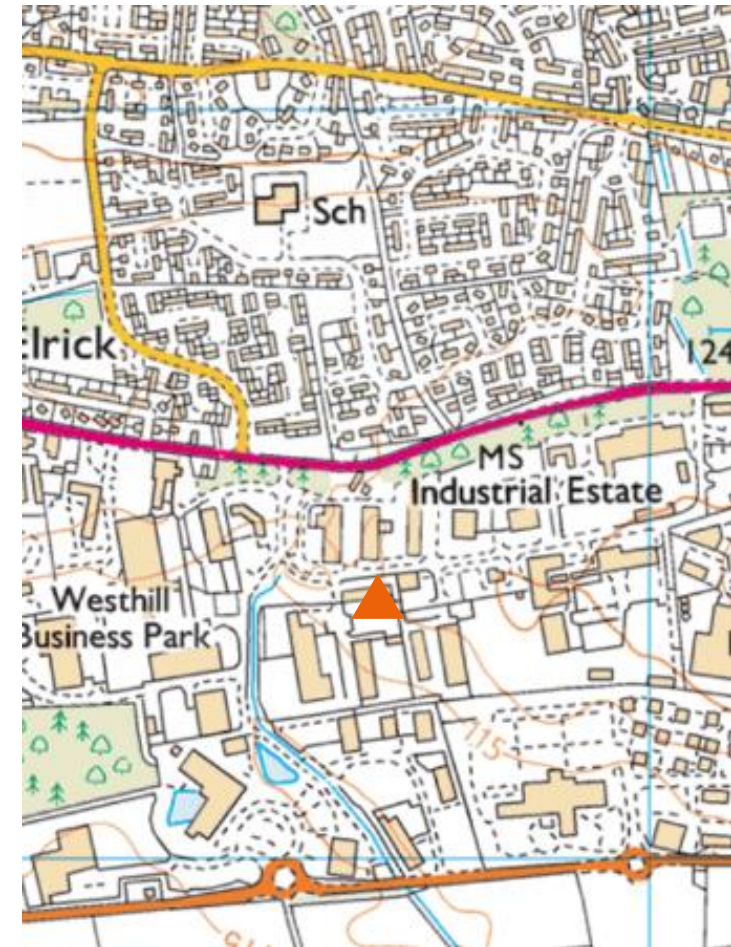 Sch
Elrick
124
MS
Industrial Estate
Westhill
Business Park
115